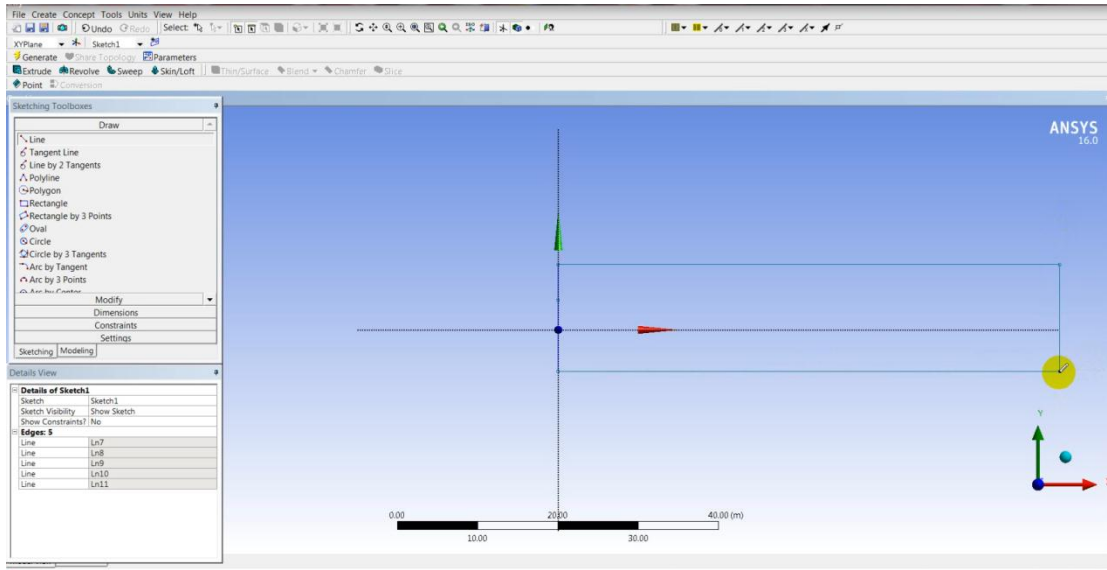 File Create Concept Tools Units View Help
Undo Redo Select:
XYPlane Sketch1
Generate Share Topology Parameters
Extrude Revolve Sweep Skin/Loft Thin/Surface Blend Chamfer Slice
Point Conversion
Sketching Toolboxes
Draw
Line
Tangent Line
Line by 2 Tangents
Polyline
Polygon
Rectangle
Rectangle by 3 Points
Oval
Circle
Circle by 3 Tangents
Arc by Tangent
Arc by 3 Points
Arc by Center
Modify
Dimensions
Constraints
Settings
Sketching Modeling
Details View
Details of Sketch1
Sketch Sketch1
Sketch Visibility Show Sketch
Show Constraints? No
Edges: 5
Line Ln7
Line Ln8
Line Ln9
Line Ln10
Line Ln11
ANSYS
16.0
Y
0.00 20.00 40.00 (m)
10.00 30.00